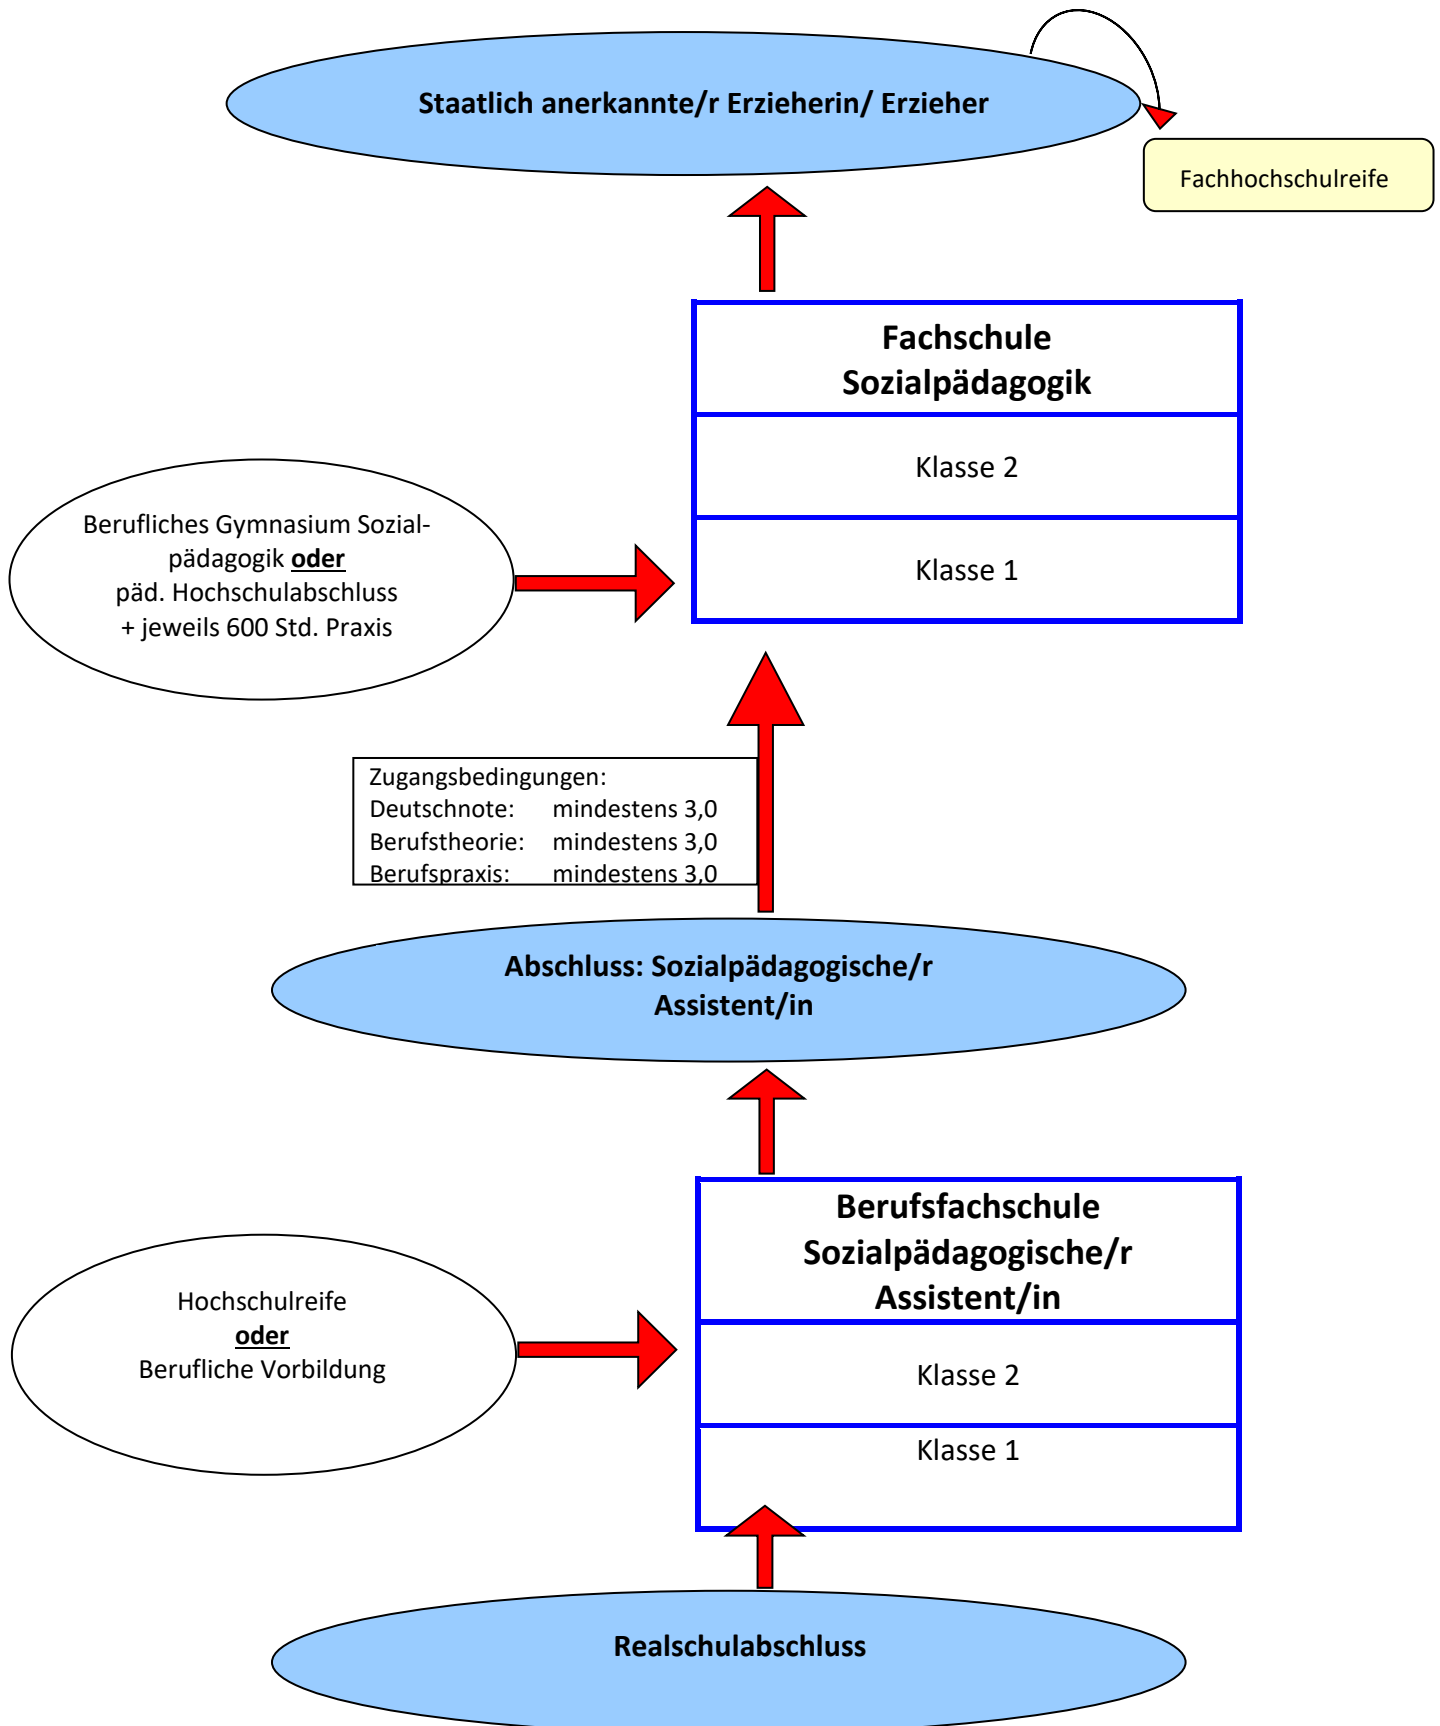 Staatlich anerkannte/r Erzieherin/ Erzieher
Fachhochschulreife
Fachschule
Sozialpädagogik
Klasse 2
Klasse 1
Berufliches Gymnasium Sozial-
pädagogik oder
päd. Hochschulabschluss
+ jeweils 600 Std. Praxis
Zugangsbedingungen:
Deutschnote: mindestens 3,0
Berufstheorie: mindestens 3,0
Berufspraxis: mindestens 3,0
Abschluss: Sozialpädagogische/r
Assistent/in
Berufsfachschule
Sozialpädagogische/r
Assistent/in
Klasse 2
Klasse 1
Hochschulreife
oder
Berufliche Vorbildung
Realschulabschluss